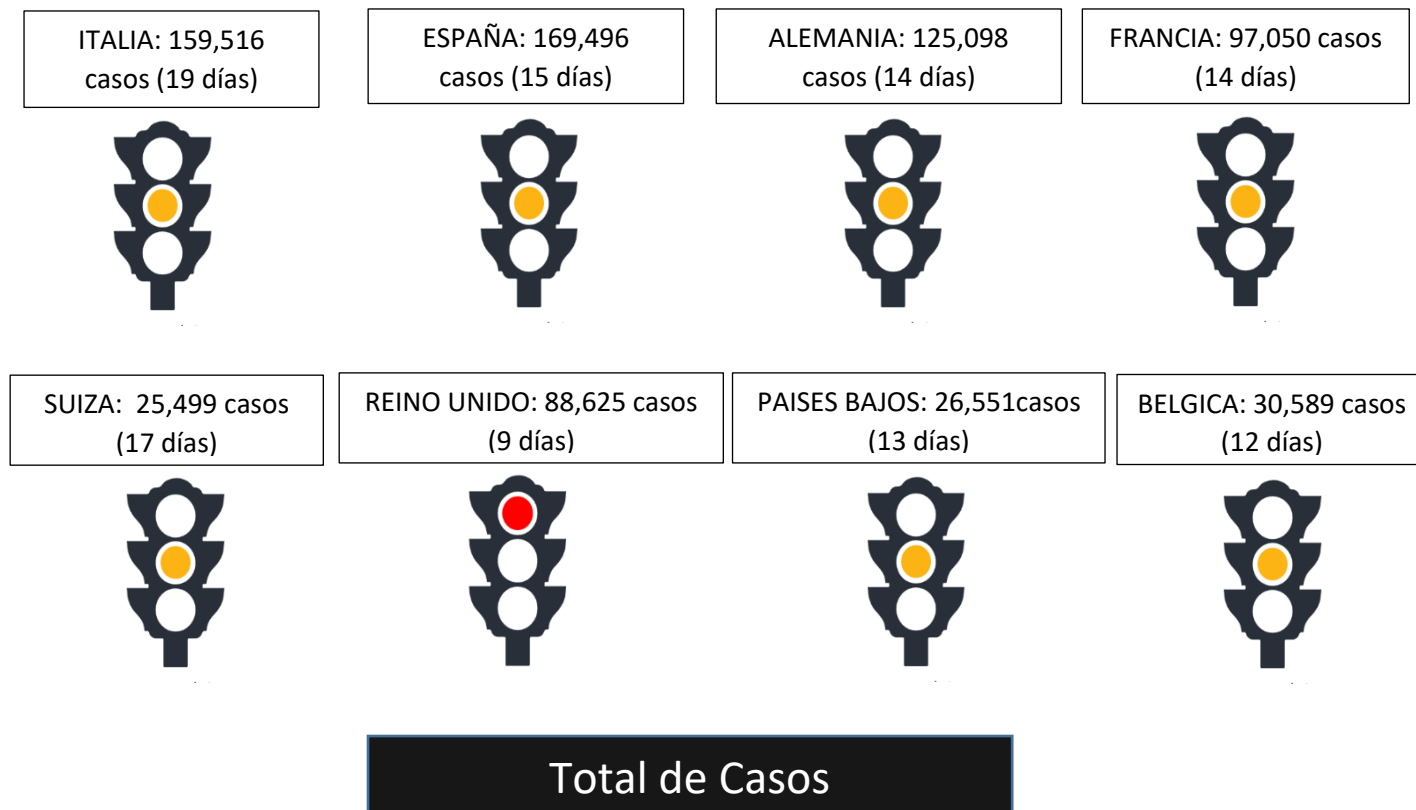 ITALIA: 159,516
casos (19 días)
ESPAÑA: 169,496
casos (15 días)
ALEMANIA: 125,098
casos (14 días)
FRANCIA: 97,050 casos
(14 días)
SUIZA: 25,499 casos
(17 días)
REINO UNIDO: 88,625 casos
(9 días)
PAISES BAJOS: 26,551casos
(13 días)
BELGICA: 30,589 casos
(12 días)
Total de Casos